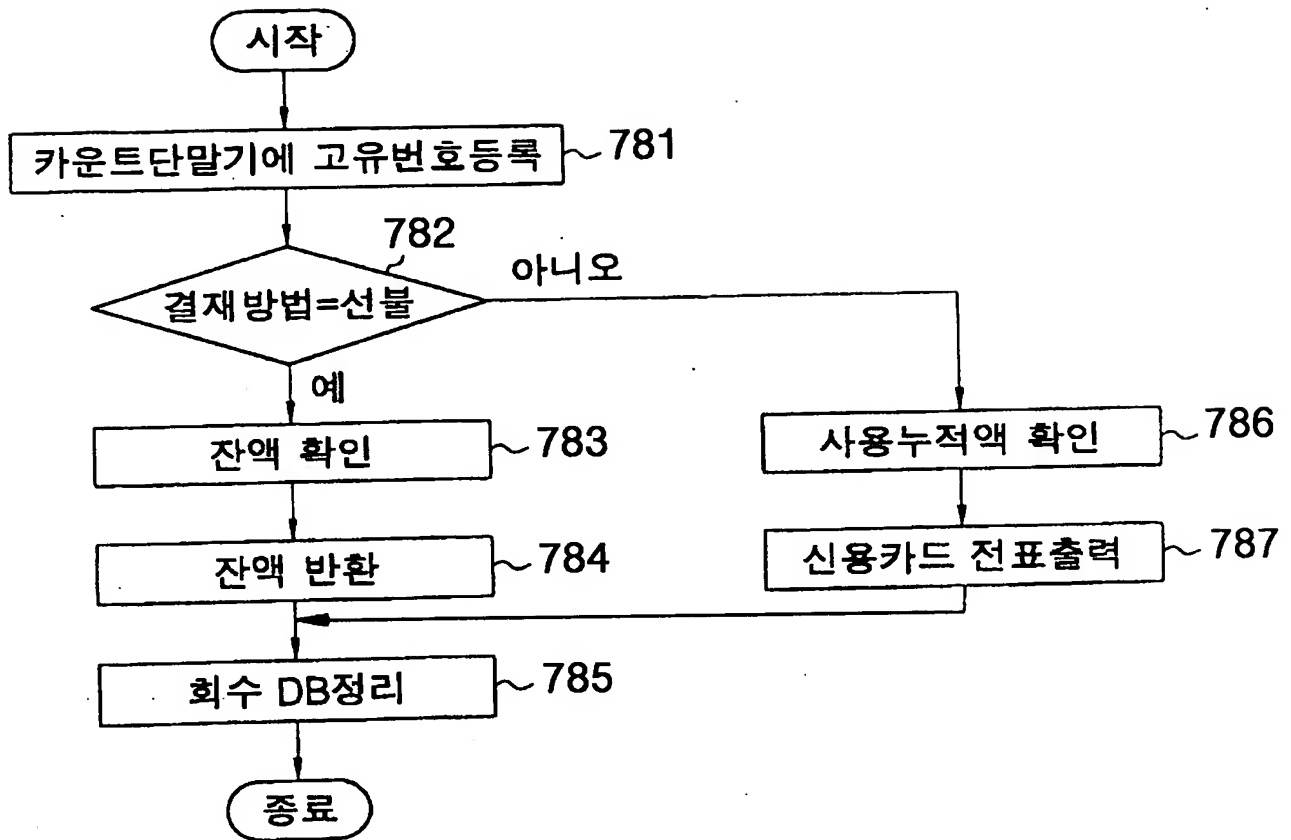 시작
카운트단말기에 고유번호등록
781
782
결재방법=선불
아니오
예
잔액 확인
783
사용누적액 확인
786
잔액 반환
784
신용카드 전표출력
787
회수 DB정리
785
종료